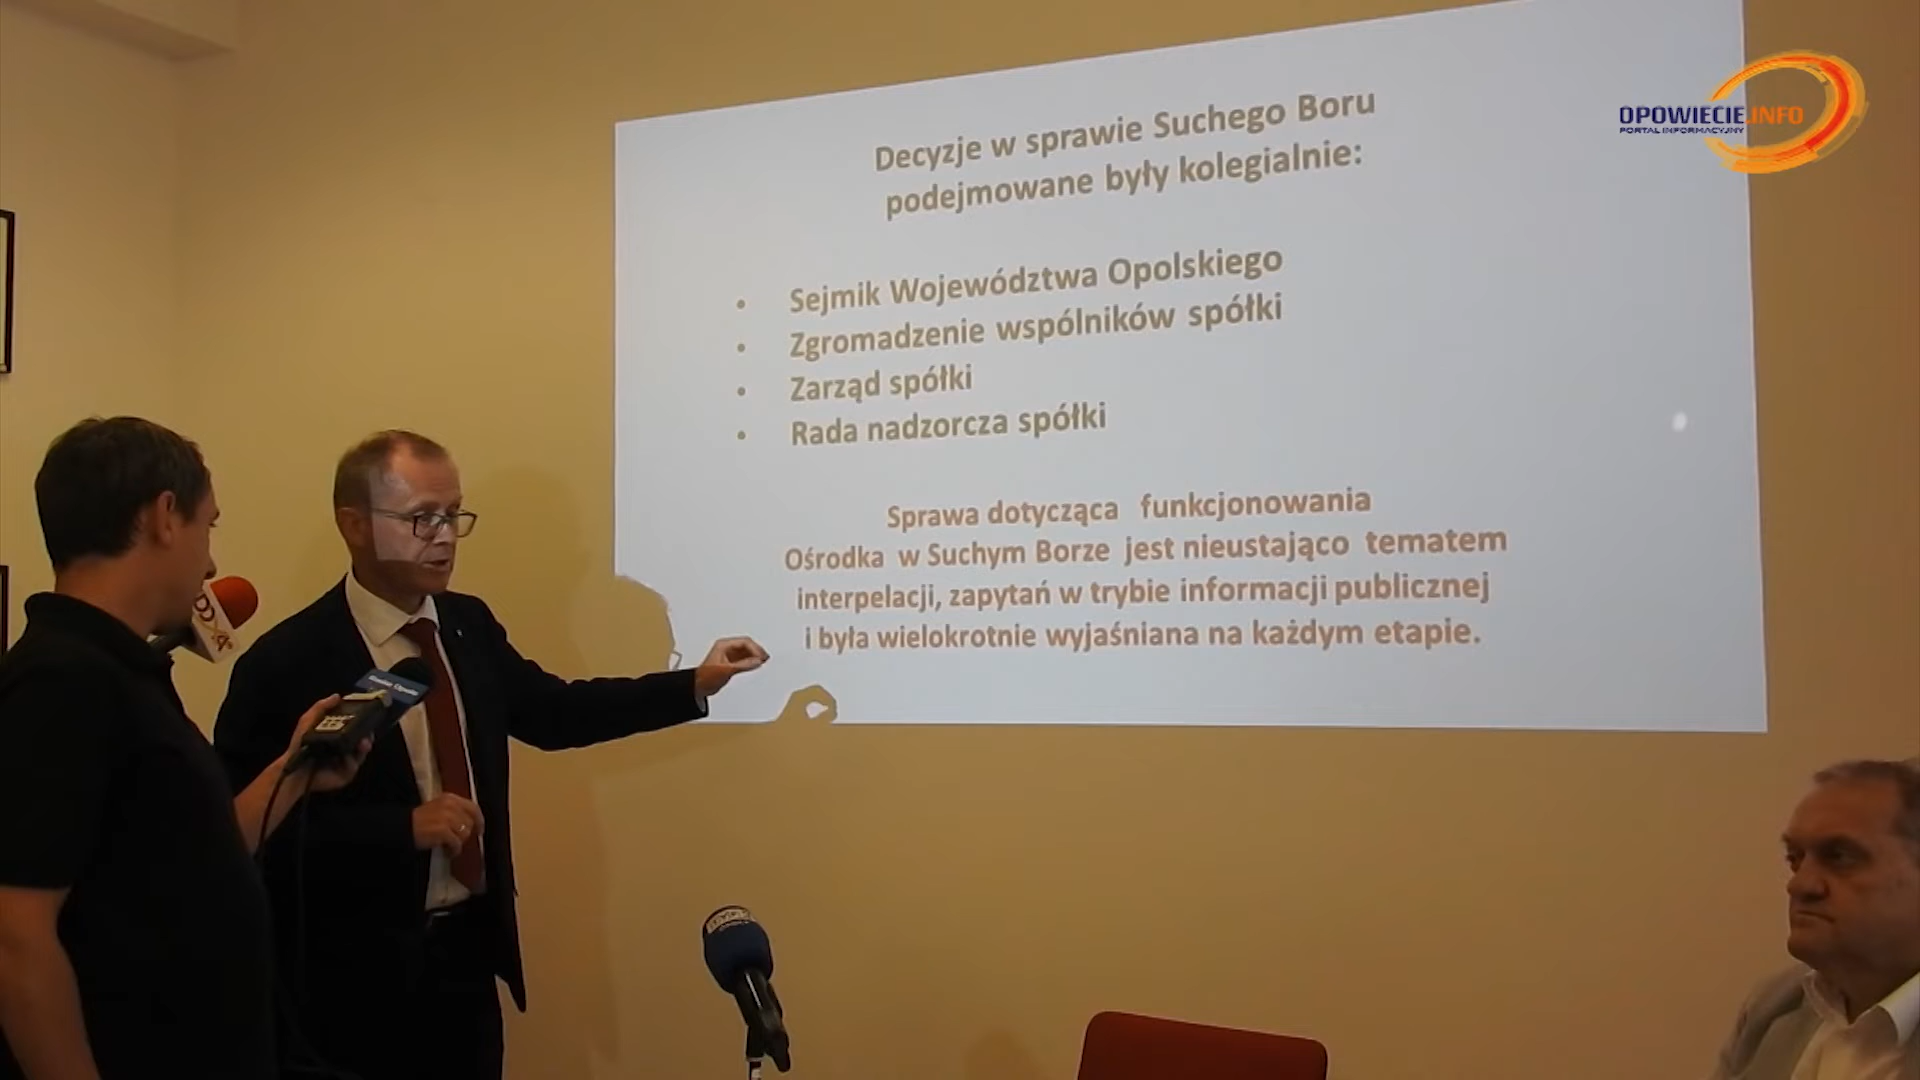 OPOWIECIE.INFO
PORTAL INFORMACYJNY
Decyzje w sprawie Suchego Boru
podejmowane były kolegialnie:
• Sejmik Województwa Opolskiego
• Zgromadzenie wspólników spółki
• Zarząd spółki
• Rada nadzorcza spółki
Sprawa dotycząca funkcjonowania
Ośrodka w Suchym Borze jest nieustająco tematem
interpelacji, zapytań w trybie informacji publicznej
i była wielokrotnie wyjaśniana na każdym etapie.